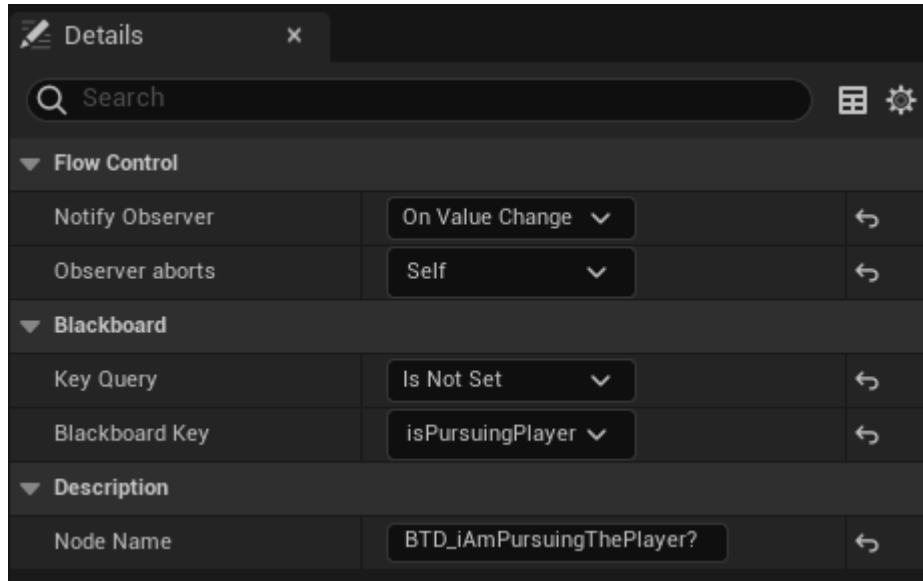 Details
Search
Flow Control
Notify Observer On Value Change
Observer aborts Self
Blackboard
Key Query Is Not Set
Blackboard Key isPursuingPlayer
Description
Node Name BTD_iAmPursuingThePlayer?